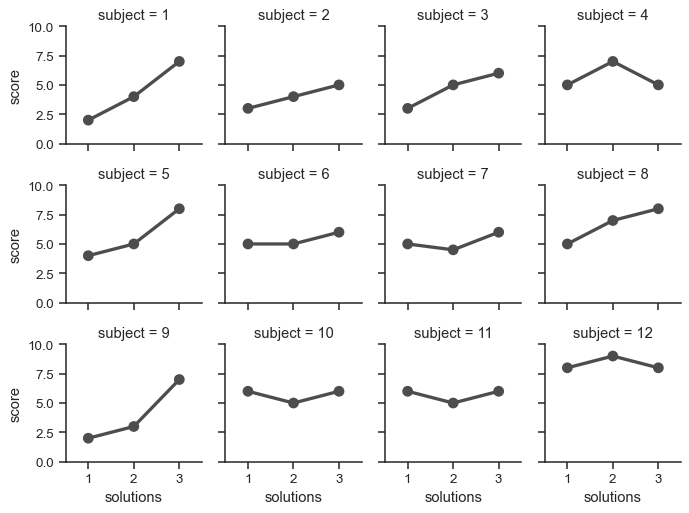 subject = 1
subject = 2
subject = 3
subject = 4
10.0
7.5
5.0
2.5
0.0
score
subject = 5
subject = 6
subject = 7
subject = 8
10.0
7.5
5.0
2.5
0.0
score
subject = 9
subject = 10
subject = 11
subject = 12
10.0
7.5
5.0
2.5
0.0
score
1 2 3
1 2 3
1 2 3
1 2 3
solutions
solutions
solutions
solutions